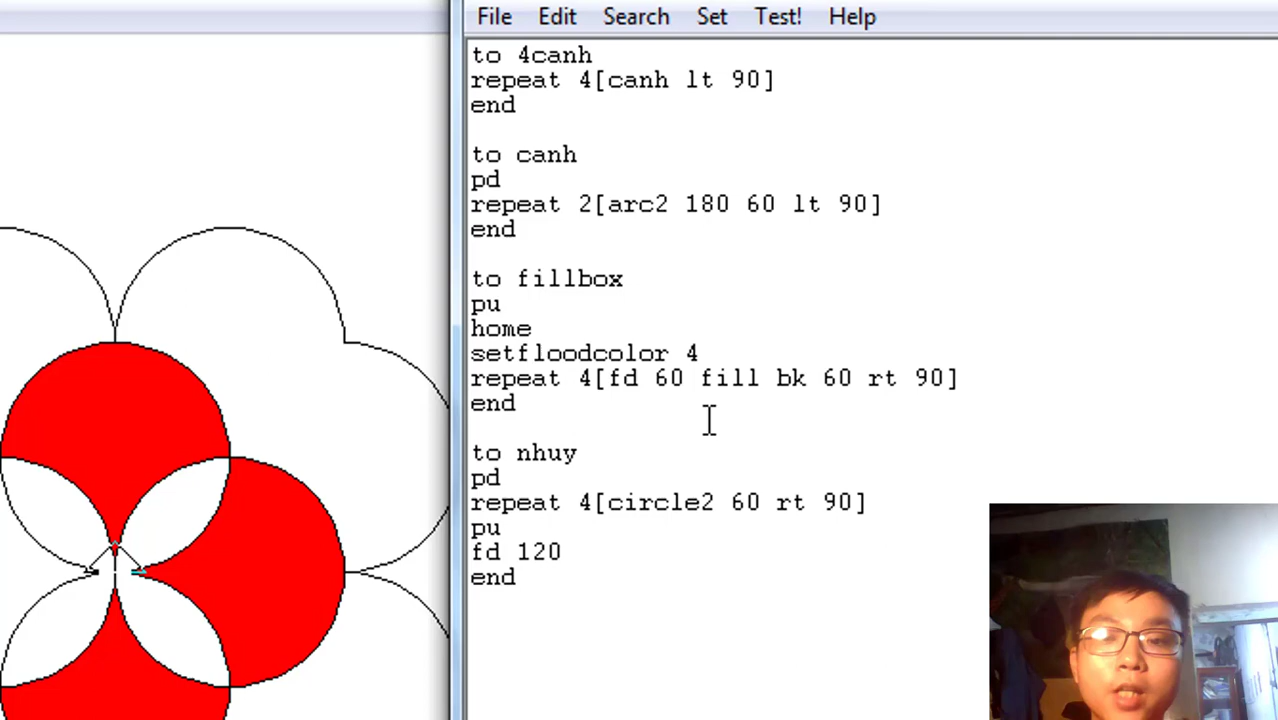 File Edit Search Set Test! Help
to 4canh
repeat 4[canh lt 90]
end
to canh
pd
repeat 2[arc2 180 60 lt 90]
end
to fillbox
pu
home
setfloodcolor 4
repeat 4[fd 60 fill bk 60 rt 90]
end
to nhuy
pd
repeat 4[circle2 60 rt 90]
pu
fd 120
end